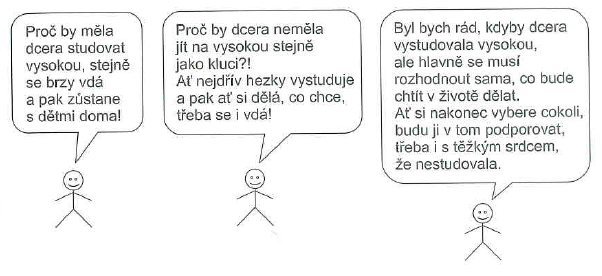 Proč by měla
dcera studovat
vysokou, stejně
se brzy vdá
a pak zůstane
s dětmi doma!
Proč by dcera neměla
jít na vysokou stejně
jako kluci?!
Ať nejdřív hezky vystuduje
a pak ať si dělá, co chce,
třeba se i vdá!
Byl bych rád, kdyby dcera
vystudovala vysokou,
ale hlavně se musí
rozhodnout sama, co bude
chtít v životě dělat.
Ať si nakonec vybere cokoli,
budu ji v tom podporovat,
třeba i s těžkým srdcem,
že nestudovala.